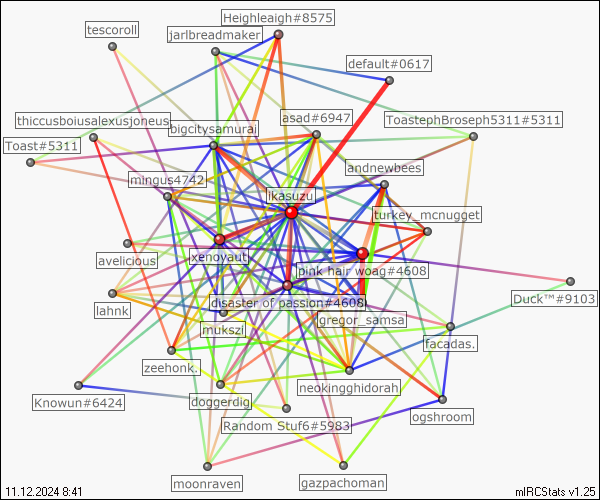 Heighleaigh#8575
tescoroll
jarlbreadmaker
default#0617
thiccusboiusalexusjoneus
asad#6947
ToastephBroseph5311#5311
bigcitysamurai
Toast#5311
andnewbees
mingus4742
ikasuzu
turkey_mcnugget
avelicious
xenoyaut
pink hair woag#4608
lahnk
disaster of passion#4608
Duck™#9103
mukszi
gregor_samsa
facadas.
zeehonk.
neokingghidorah
Knowun#6424
doggerdig
ogshroom
Random Stuf6#5983
moonraven
gazpachoman
11.12.2024 8:41
mIRCStats v1.25